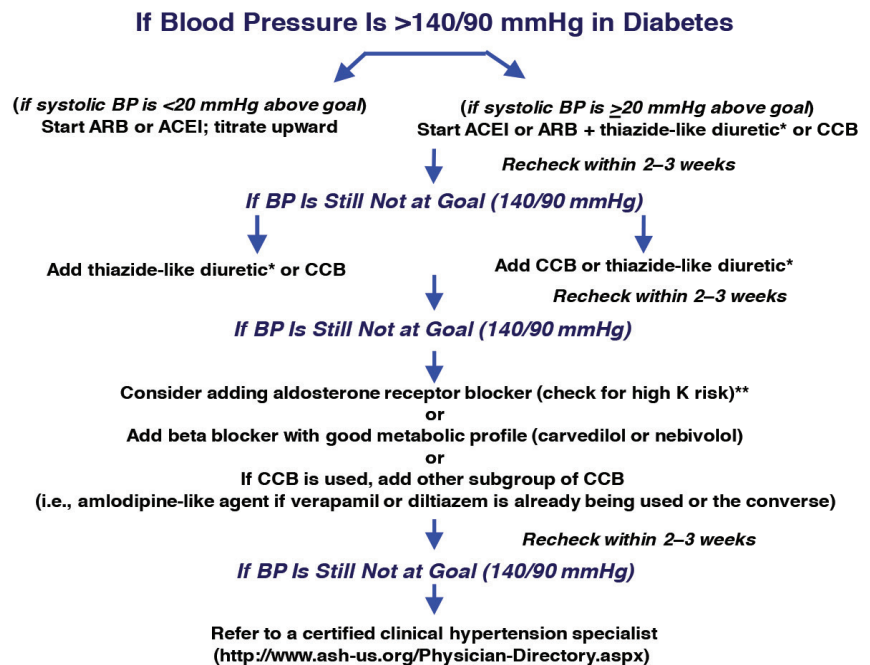 If Blood Pressure Is >140/90 mmHg in Diabetes
(if systolic BP is <20 mmHg above goal)
Start ARB or ACEI; titrate upward
(if systolic BP is ≥20 mmHg above goal)
Start ACEI or ARB + thiazide-like diuretic* or CCB
Recheck within 2–3 weeks
If BP Is Still Not at Goal (140/90 mmHg)
Add thiazide-like diuretic* or CCB
Add CCB or thiazide-like diuretic*
Recheck within 2–3 weeks
If BP Is Still Not at Goal (140/90 mmHg)
Consider adding aldosterone receptor blocker (check for high K risk)**
or
Add beta blocker with good metabolic profile (carvedilol or nebivolol)
or
If CCB is used, add other subgroup of CCB
(i.e., amlodipine-like agent if verapamil or diltiazem is already being used or the converse)
Recheck within 2–3 weeks
If BP Is Still Not at Goal (140/90 mmHg)
Refer to a certified clinical hypertension specialist
(http://www.ash-us.org/Physician-Directory.aspx)